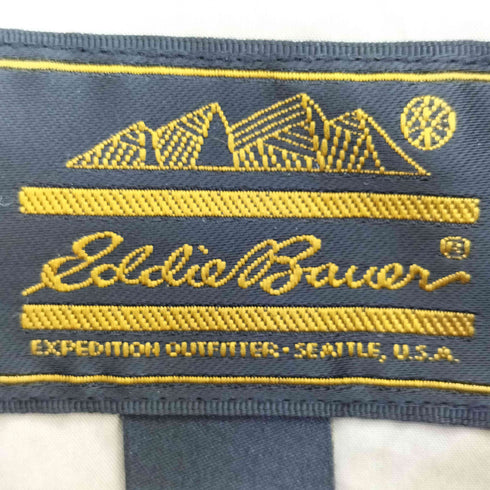 Eddie Bauer®
EXPEDITION OUTFITTER · SEATTLE, U.S.A.